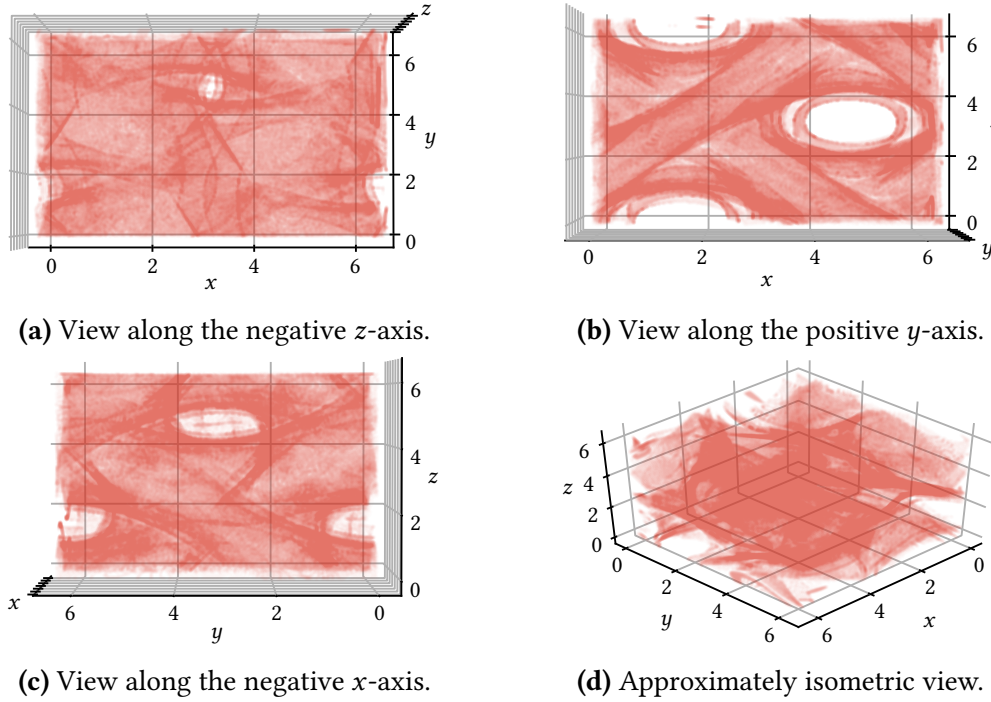 z
6
4
y
2
0
0 2 4 6
x
(a) View along the negative z-axis.
6
4
2
0
y
0 2 4 6
x
(b) View along the positive y-axis.
6
4
z
2
0
x
6 4 2 0
y
(c) View along the negative x-axis.
6
4
z
2
0
0 0
2 2
y 4 4 x
6 6
(d) Approximately isometric view.